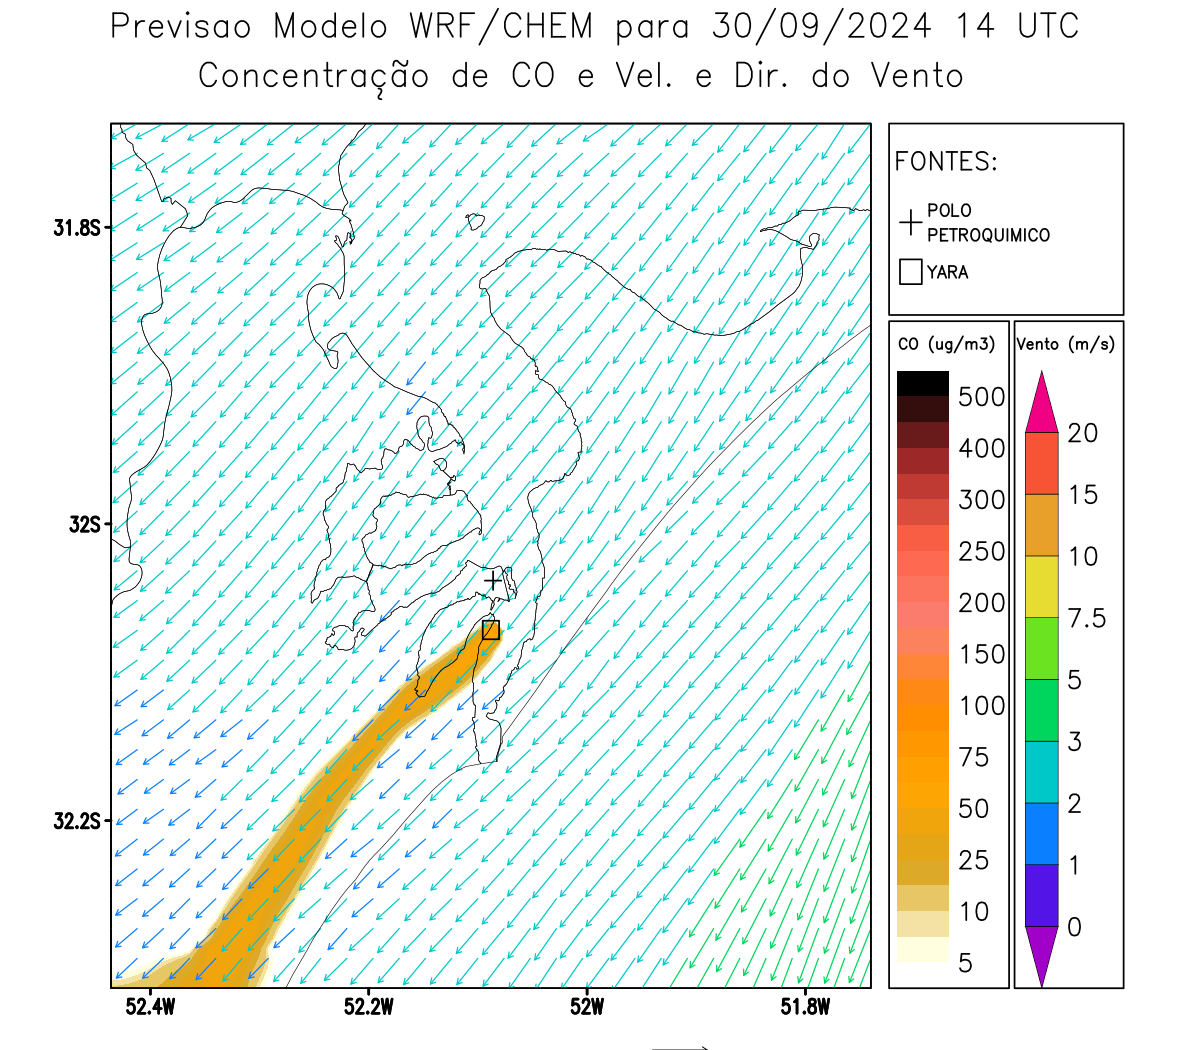 Previsao Modelo WRF/CHEM para 30/09/2024 14 UTC
Concentração de CO e Vel. e Dir. do Vento
FONTES:
POLO
PETROQUIMICO
YARA
CO (ug/m3)
500
400
300
250
200
150
100
75
50
25
10
5
Vento (m/s)
20
15
10
7.5
5
3
2
1
0
31.8S
32S
32.2S
52.4W
52.2W
52W
51.8W